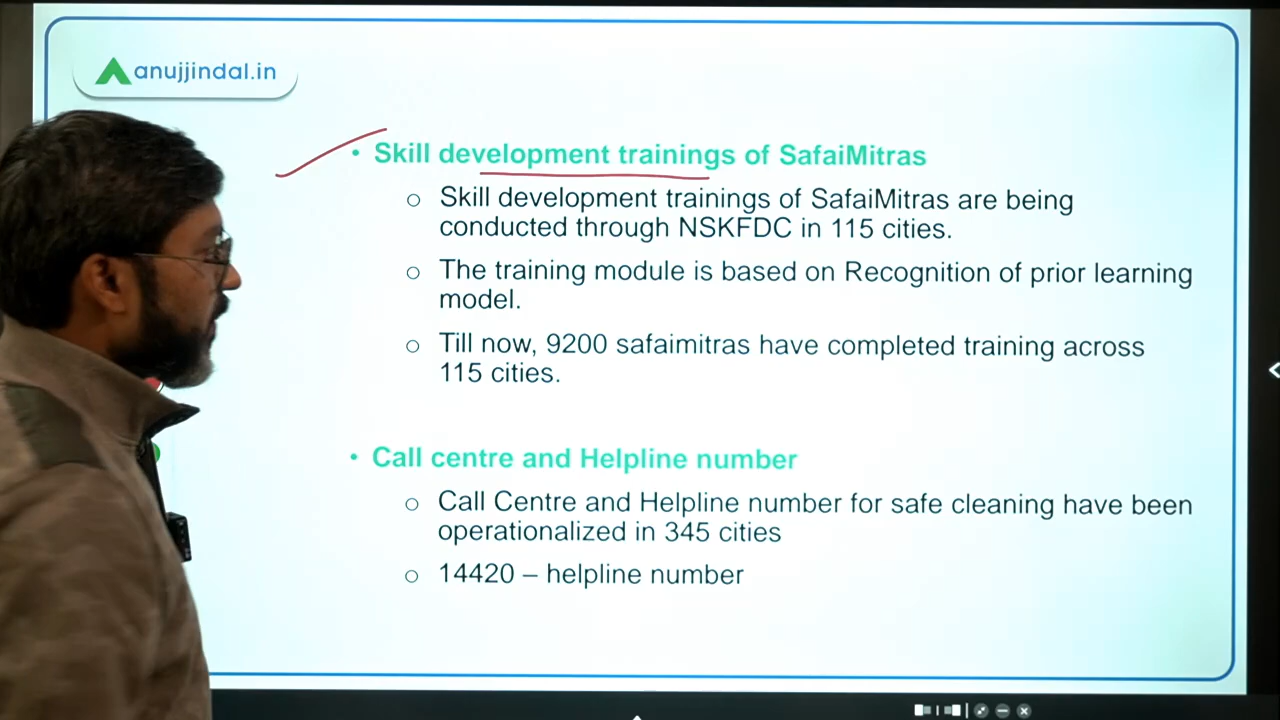 anujjindal.in
• Skill development trainings of SafaiMitras
o Skill development trainings of SafaiMitras are being
conducted through NSKFDC in 115 cities.
o The training module is based on Recognition of prior learning
model.
o Till now, 9200 safaimitras have completed training across
115 cities.
• Call centre and Helpline number
o Call Centre and Helpline number for safe cleaning have been
operationalized in 345 cities
o 14420 – helpline number